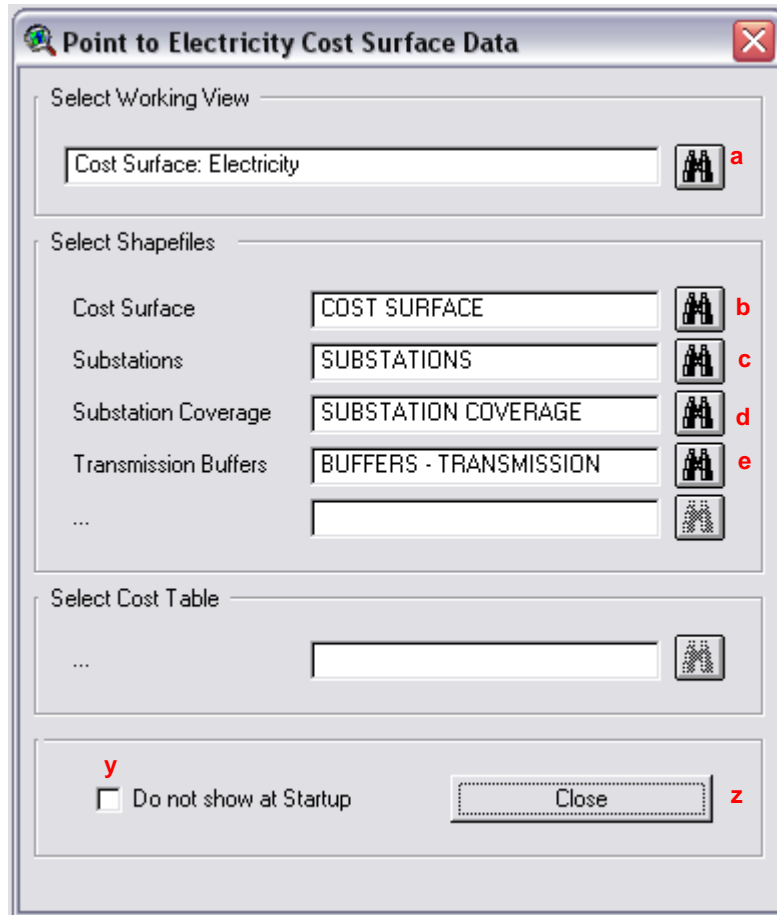 Point to Electricity Cost Surface Data
Select Working View
Cost Surface: Electricity a
Select Shapefiles
Cost Surface COST SURFACE b
Substations SUBSTATIONS c
Substation Coverage SUBSTATION COVERAGE d
Transmission Buffers BUFFERS - TRANSMISSION e
...
Select Cost Table
...
y
Do not show at Startup Close z